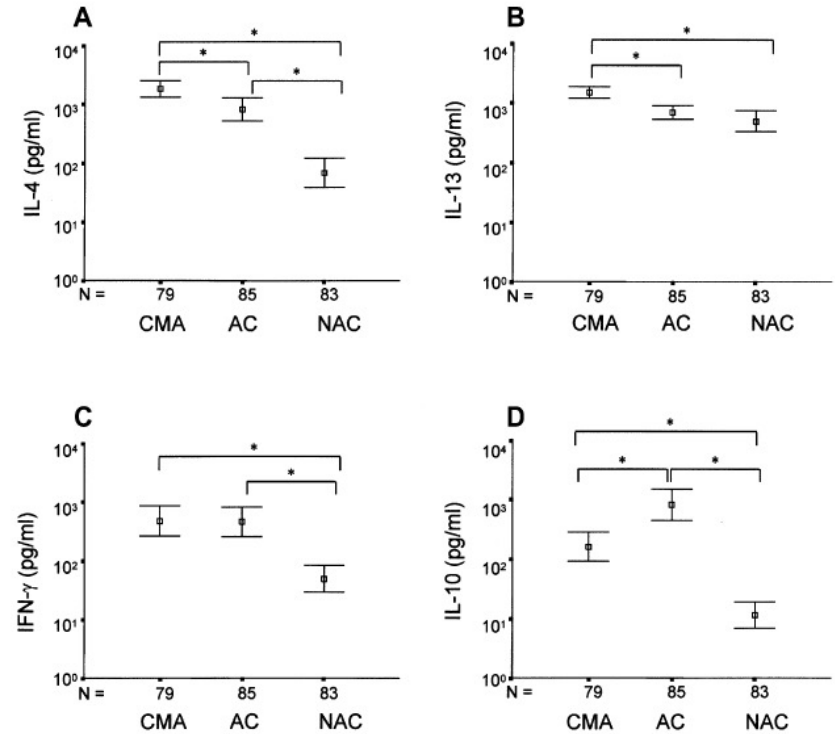 A
10⁴
10³
10²
10¹
10⁰
IL-4 (pg/ml)
* * *
N = 79 85 83
CMA AC NAC
B
10⁴
10³
10²
10¹
10⁰
IL-13 (pg/ml)
* *
N = 79 85 83
CMA AC NAC
C
10⁴
10³
10²
10¹
10⁰
IFN-γ (pg/ml)
* *
N = 79 85 83
CMA AC NAC
D
10⁴
10³
10²
10¹
10⁰
IL-10 (pg/ml)
* * *
N = 79 85 83
CMA AC NAC